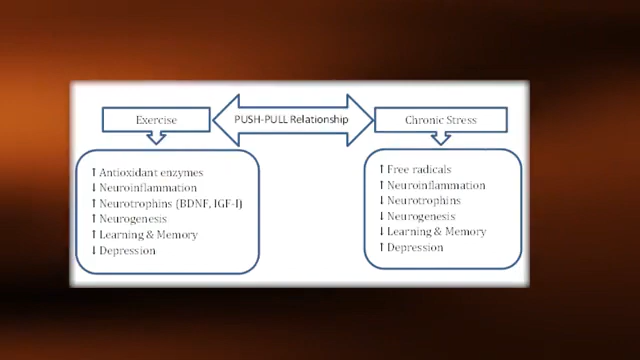 Exercise
PUSH-PULL Relationship
Chronic Stress
↑ Antioxidant enzymes
↓ Neuroinflammation
↑ Neurotrophins (BDNF, IGF-I)
↑ Neurogenesis
↑ Learning & Memory
↓ Depression
↑ Free radicals
↑ Neuroinflammation
↓ Neurotrophins
↓ Neurogenesis
↓ Learning & Memory
↑ Depression